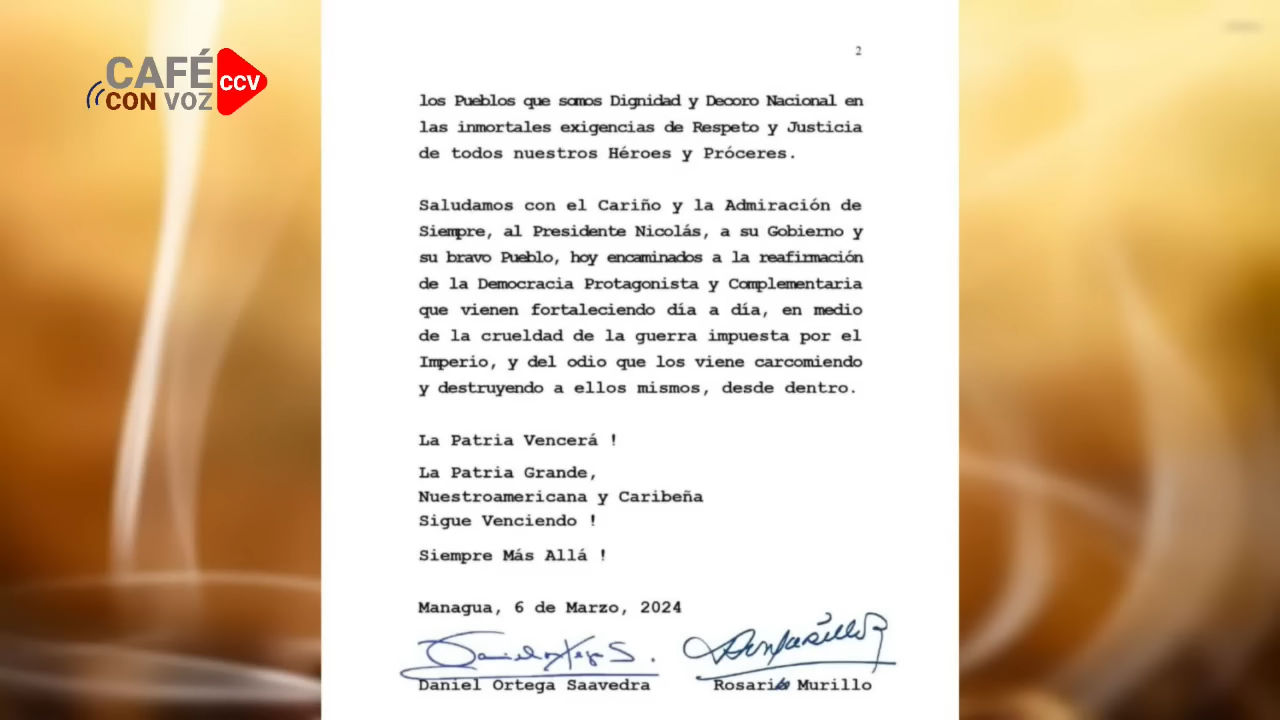 CAFÉ
CON VOZ
CCV
2
los Pueblos que somos Dignidad y Decoro Nacional en
las inmortales exigencias de Respeto y Justicia
de todos nuestros Héroes y Próceres.
Saludamos con el Cariño y la Admiración de
Siempre, al Presidente Nicolás, a su Gobierno y
su bravo Pueblo, hoy encaminados a la reafirmación
de la Democracia Protagonista y Complementaria
que vienen fortaleciendo día a día, en medio
de la crueldad de la guerra impuesta por el
Imperio, y del odio que los viene carcomiendo
y destruyendo a ellos mismos, desde dentro.
La Patria Vencerá !
La Patria Grande,
Nuestroamericana y Caribeña
Sigue Venciendo !
Siempre Más Allá !
Managua, 6 de Marzo, 2024
Daniel Ortega Saavedra
Rosario Murillo